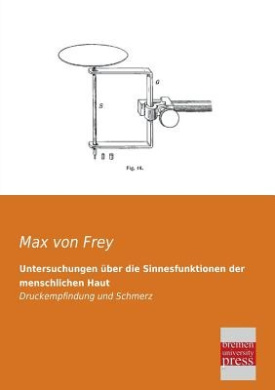 S
G
Fig. 16.
Max von Frey
Untersuchungen über die Sinnesfunktionen der
menschlichen Haut
Druckempfindung und Schmerz
bremen
university
press